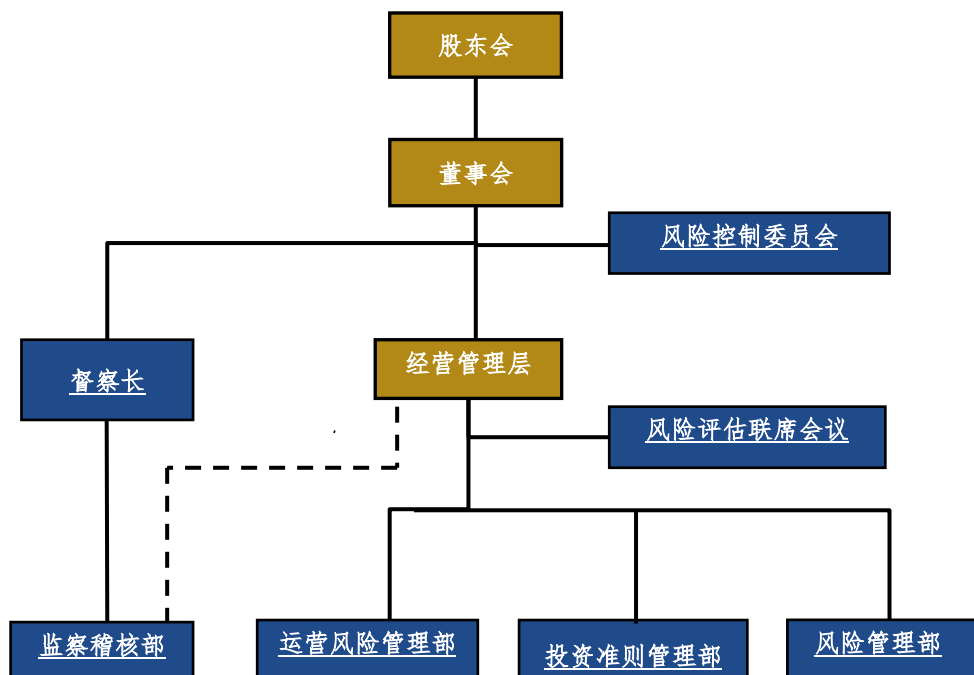 股东会
董事会
风险控制委员会
督察长
经营管理层
风险评估联席会议
监察稽核部
运营风险管理部
投资准则管理部
风险管理部